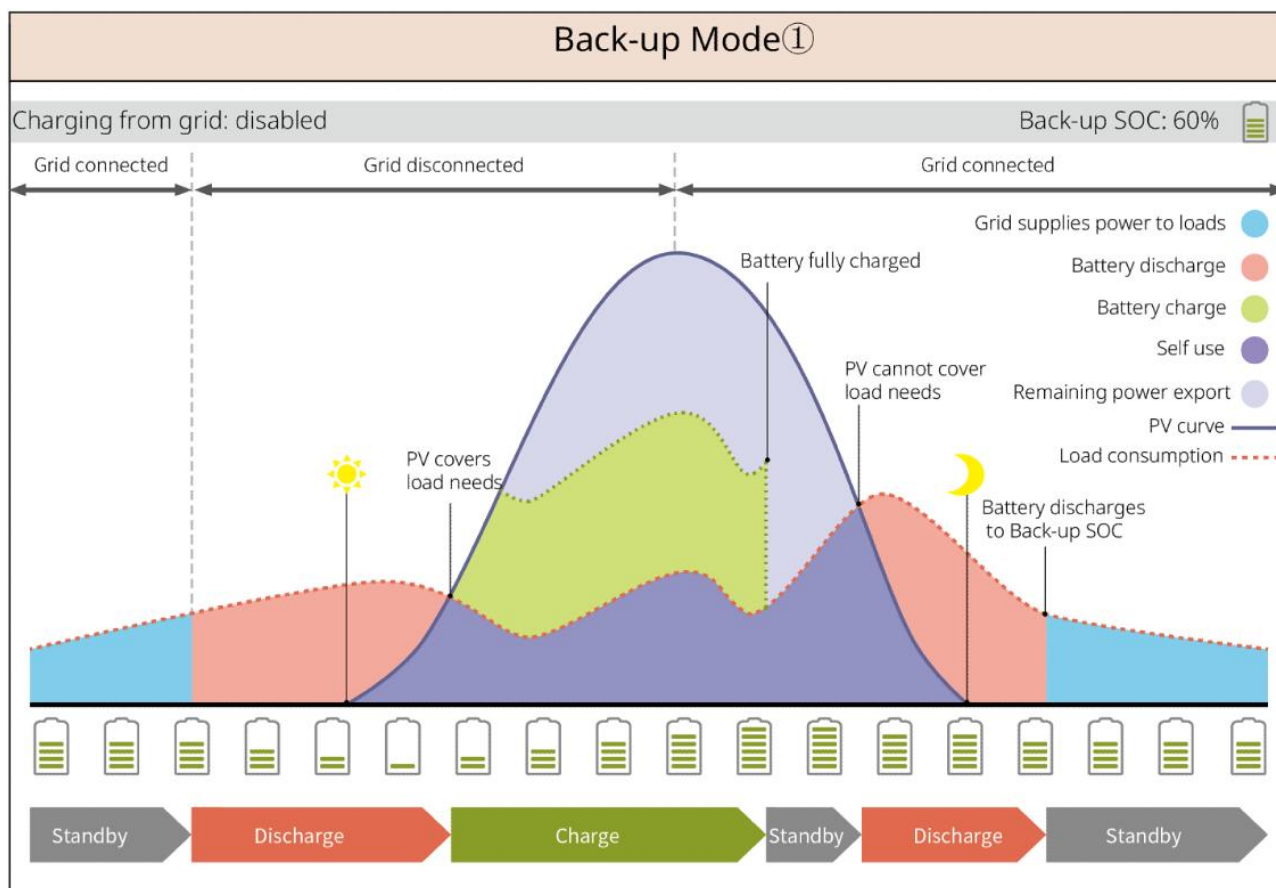 Back-up Mode①
Charging from grid: disabled
Back-up SOC: 60%
Grid connected
Grid disconnected
Grid connected
Grid supplies power to loads
Battery discharge
Battery charge
Self use
Remaining power export
PV curve
Load consumption
Battery fully charged
PV cannot cover
load needs
PV covers
load needs
Battery discharges
to Back-up SOC
Standby
Discharge
Charge
Standby
Discharge
Standby